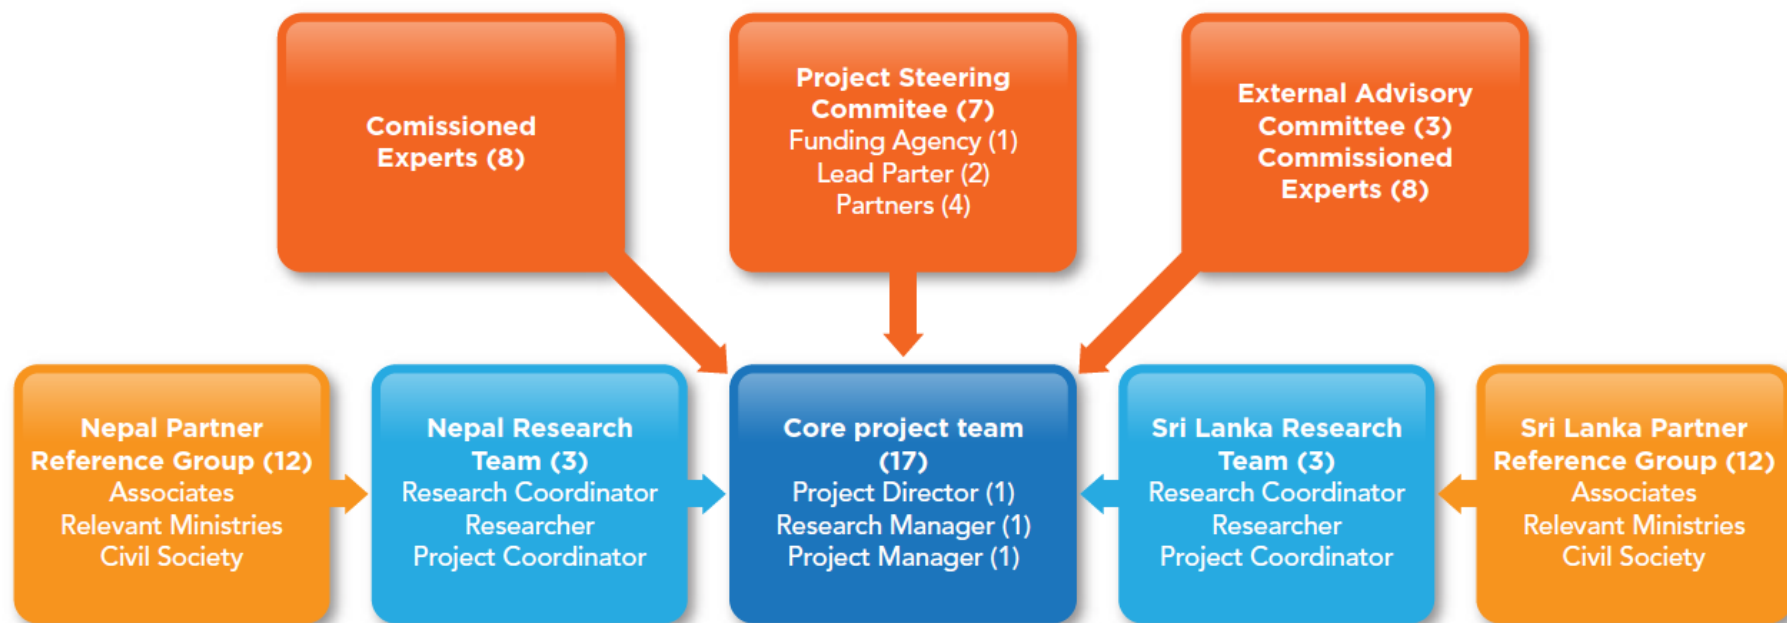 Comissioned
Experts (8)
Project Steering
Commitee (7)
Funding Agency (1)
Lead Parter (2)
Partners (4)
External Advisory
Committee (3)
Commissioned
Experts (8)
Nepal Partner
Reference Group (12)
Associates
Relevant Ministries
Civil Society
Nepal Research
Team (3)
Research Coordinator
Researcher
Project Coordinator
Core project team
(17)
Project Director (1)
Research Manager (1)
Project Manager (1)
Sri Lanka Research
Team (3)
Research Coordinator
Researcher
Project Coordinator
Sri Lanka Partner
Reference Group (12)
Associates
Relevant Ministries
Civil Society